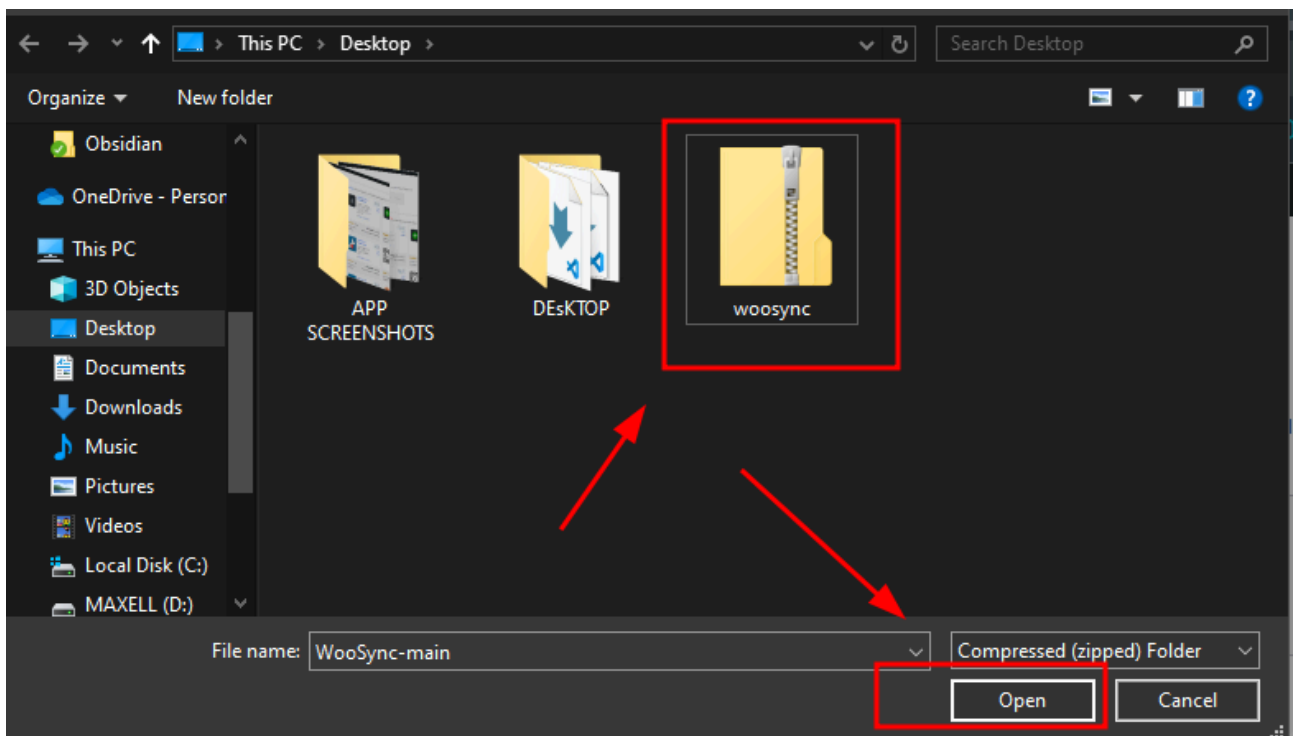 This PC > Desktop >
Search Desktop
Organize
New folder
?
Obsidian
OneDrive - Person
This PC
3D Objects
Desktop
Documents
Downloads
Music
Pictures
Videos
Local Disk (C:)
MAXELL (D:)
APP
SCREENSHOTS
DEsKTOP
woosync
File name:
WooSync-main
Compressed (zipped) Folder
Open
Cancel